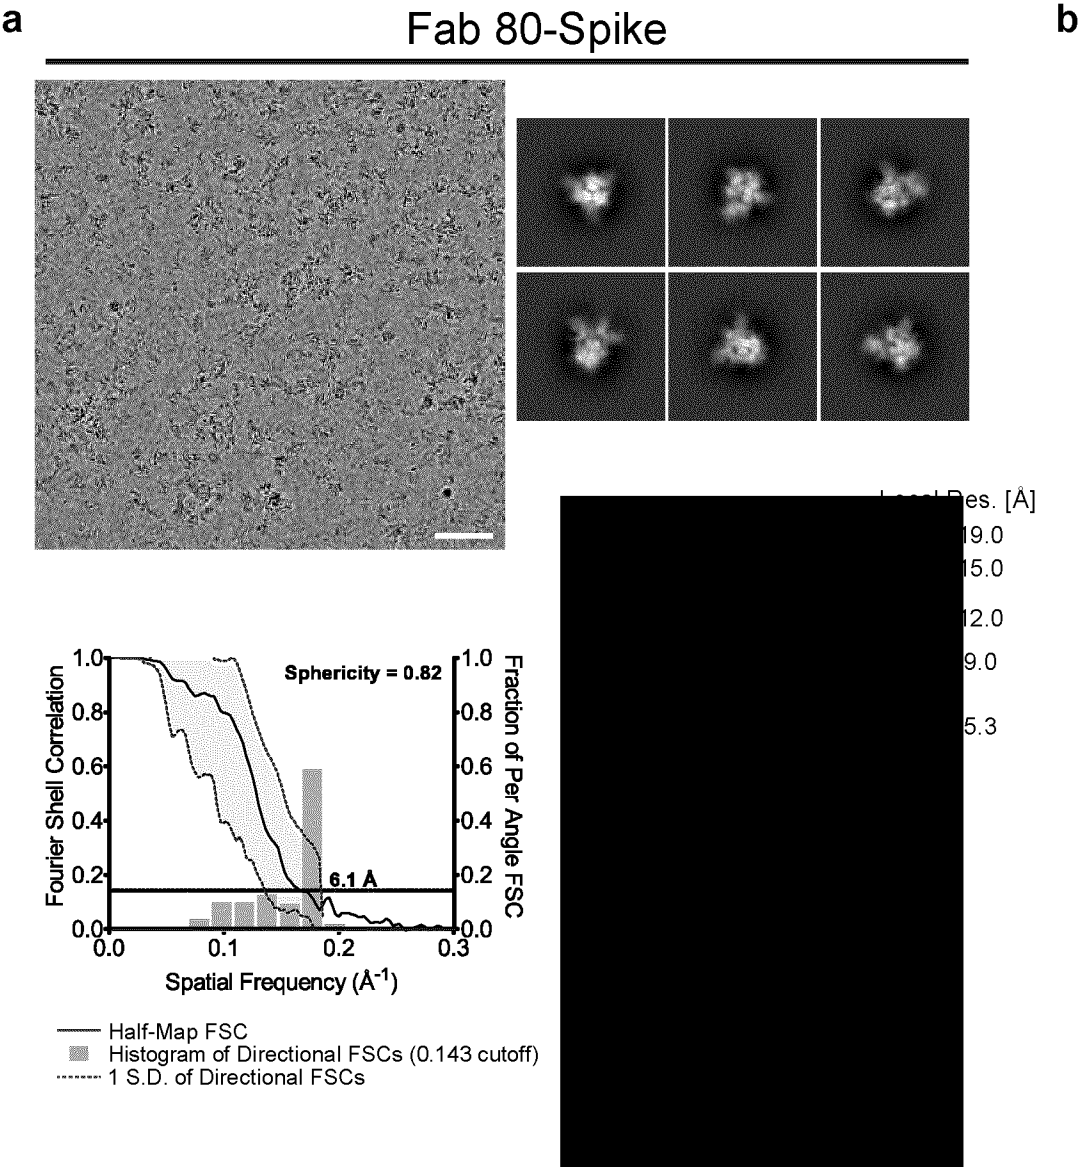 a
Fab 80-Spike
b
Res. [Å]
19.0
15.0
12.0
9.0
5.3
1.0
0.8
0.6
0.4
0.2
0.0
Fourier Shell Correlation
Sphericity = 0.82
6.1 Å
1.0
0.8
0.6
0.4
0.2
0.0
Fraction of Per Angle FSC
0.0 0.1 0.2 0.3
Spatial Frequency (Å-1)
Half-Map FSC
Histogram of Directional FSCs (0.143 cutoff)
1 S.D. of Directional FSCs